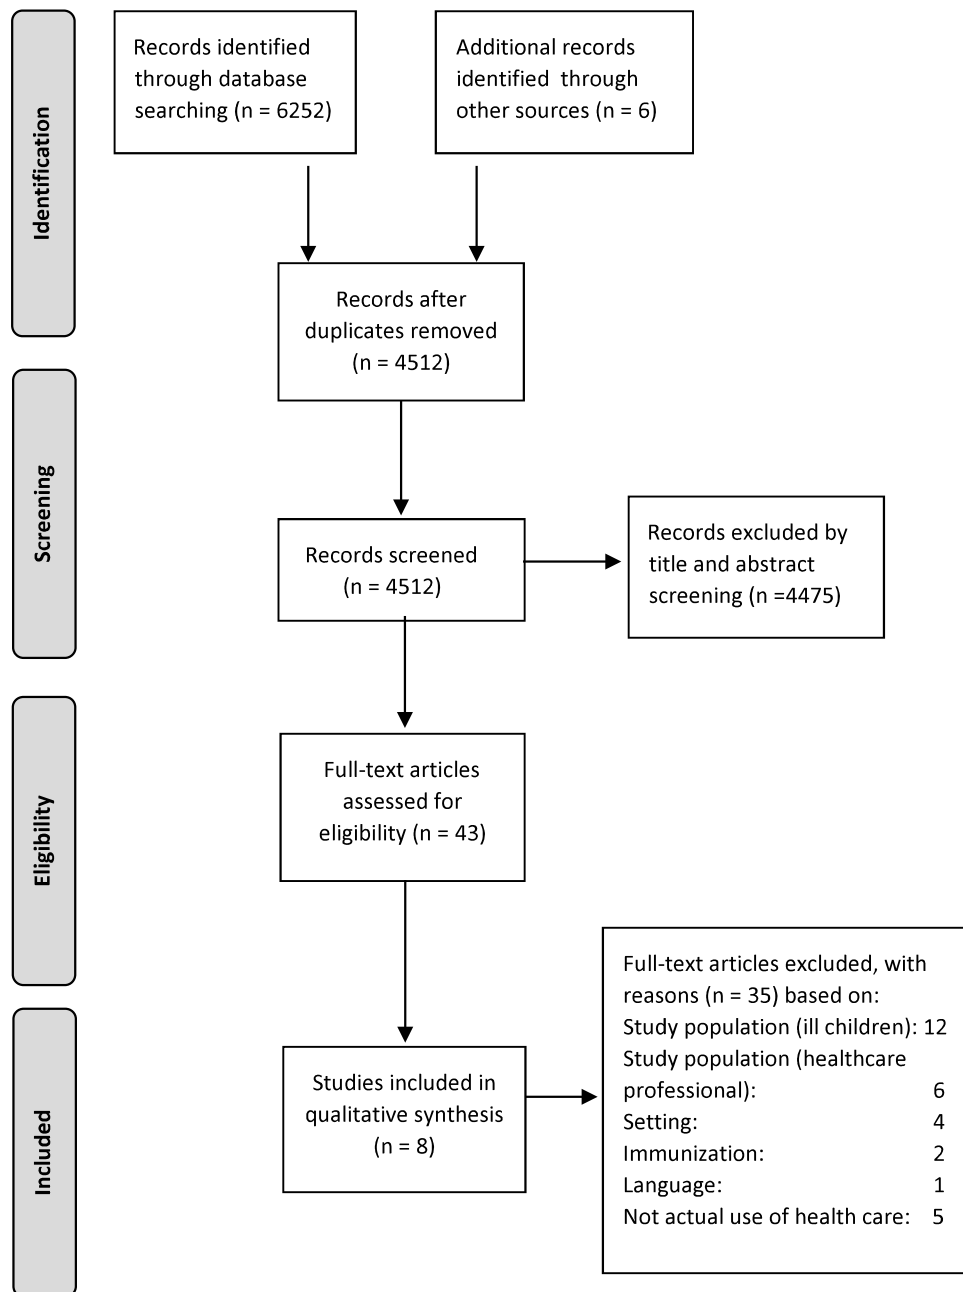 Identification
Records identified
through database
searching (n = 6252)
Additional records
identified through
other sources (n = 6)
Records after
duplicates removed
(n = 4512)
Screening
Records screened
(n = 4512)
Records excluded by
title and abstract
screening (n =4475)
Eligibility
Full-text articles
assessed for
eligibility (n = 43)
Included
Studies included in
qualitative synthesis
(n = 8)
Full-text articles excluded, with
reasons (n = 35) based on:
Study population (ill children): 12
Study population (healthcare
professional): 6
Setting: 4
Immunization: 2
Language: 1
Not actual use of health care: 5